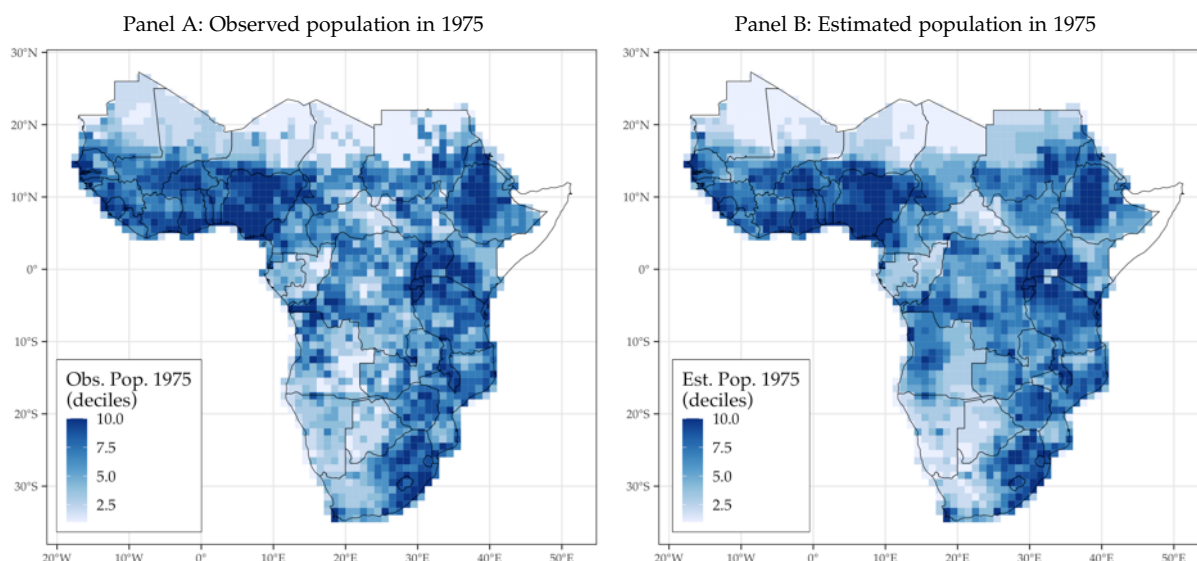 Panel A: Observed population in 1975
30°N
20°N
10°N
0°
10°S
20°S
30°S
20°W
10°W
0°
10°E
20°E
30°E
40°E
50°E
Obs. Pop. 1975
(deciles)
10.0
7.5
5.0
2.5
Panel B: Estimated population in 1975
30°N
20°N
10°N
0°
10°S
20°S
30°S
20°W
10°W
0°
10°E
20°E
30°E
40°E
50°E
Est. Pop. 1975
(deciles)
10.0
7.5
5.0
2.5